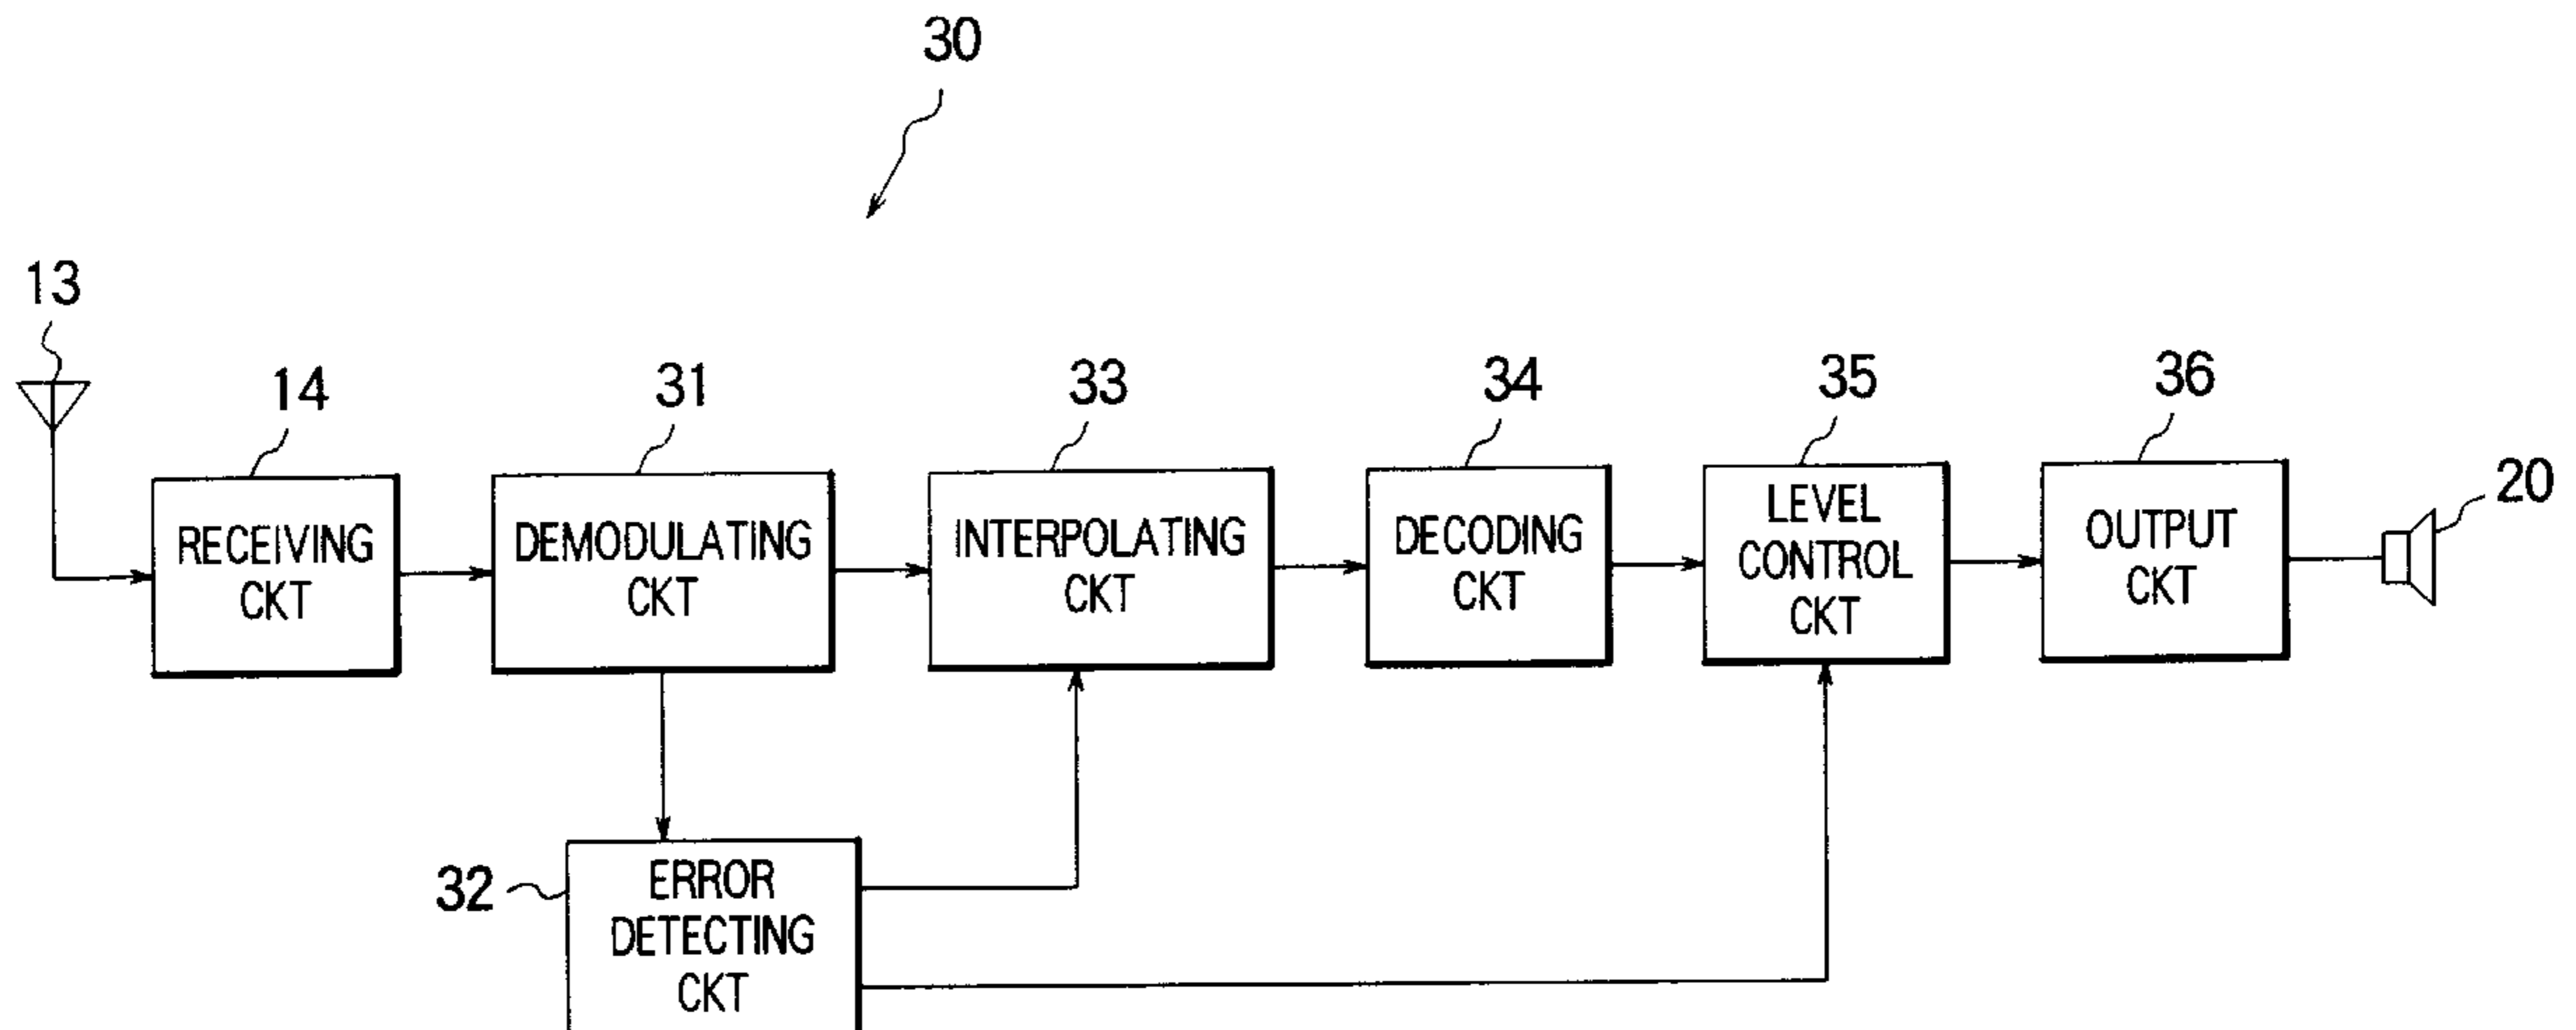 30
13
14
31
33
34
35
36
20
RECEIVING
CKT
DEMODULATING
CKT
INTERPOLATING
CKT
DECODING
CKT
LEVEL
CONTROL
CKT
OUTPUT
CKT
32
ERROR
DETECTING
CKT